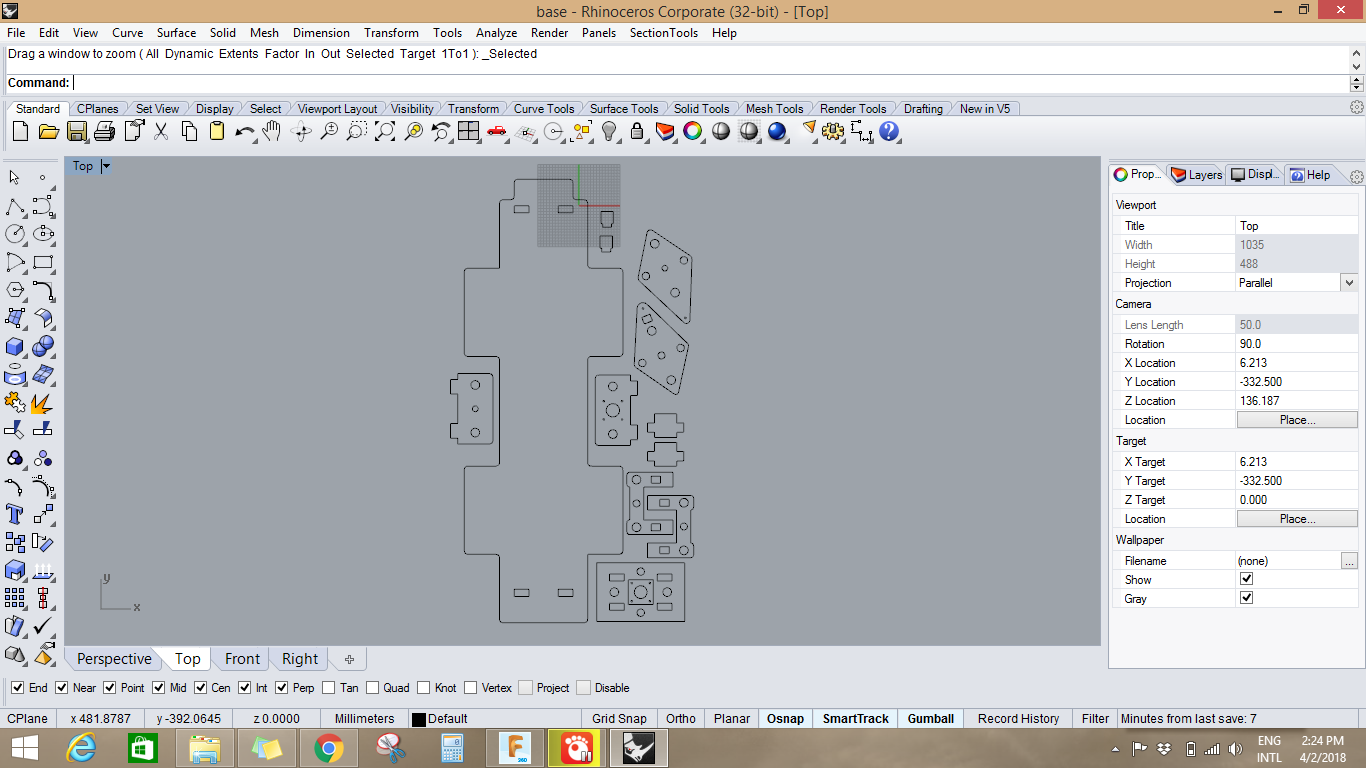 base - Rhinoceros Corporate (32-bit) - [Top]
File Edit View Curve Surface Solid Mesh Dimension Transform Tools Analyze Render Panels SectionTools Help
Drag a window to zoom ( All Dynamic Extents Factor In Out Selected Target 1To1 ): _Selected
Command:
Standard CPlanes Set View Display Select Viewport Layout Visibility Transform Curve Tools Surface Tools Solid Tools Mesh Tools Render Tools Drafting New in V5
Top
Prop... Layers Displ... Help
Viewport
Title Top
Width 1035
Height 488
Projection Parallel
Camera
Lens Length 50.0
Rotation 90.0
X Location 6.213
Y Location -332.500
Z Location 136.187
Location Place...
Target
X Target 6.213
Y Target -332.500
Z Target 0.000
Location Place...
Wallpaper
Filename (none) ...
Show
Gray
y
x
Perspective Top Front Right
End Near Point Mid Cen Int Perp Tan Quad Knot Vertex Project Disable
CPlane x 481.8787 y -392.0645 z 0.0000 Millimeters Default Grid Snap Ortho Planar Osnap SmartTrack Gumball Record History Filter Minutes from last save: 7
ENG 2:24 PM
INTL 4/2/2018